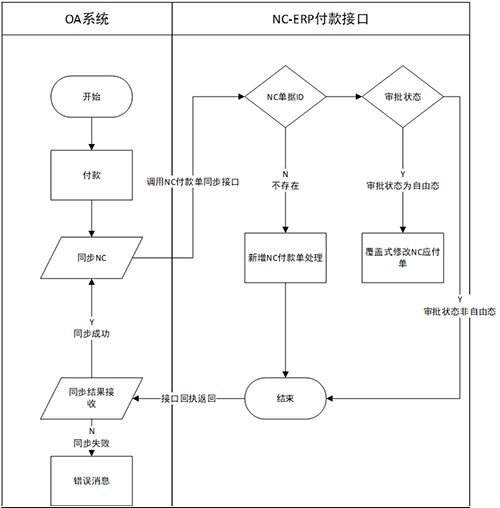 OA系统
NC-ERP付款接口
开始
NC单据ID
审批状态
付款
调用NC付款单同步接口
N
不存在
Y
审批状态为自由态
同步NC
新增NC付款单处理
覆盖式修改NC应付
单
Y
审批状态非自由态
Y
同步成功
同步结果接
收
接口回执返回
结束
N
同步失败
错误消息